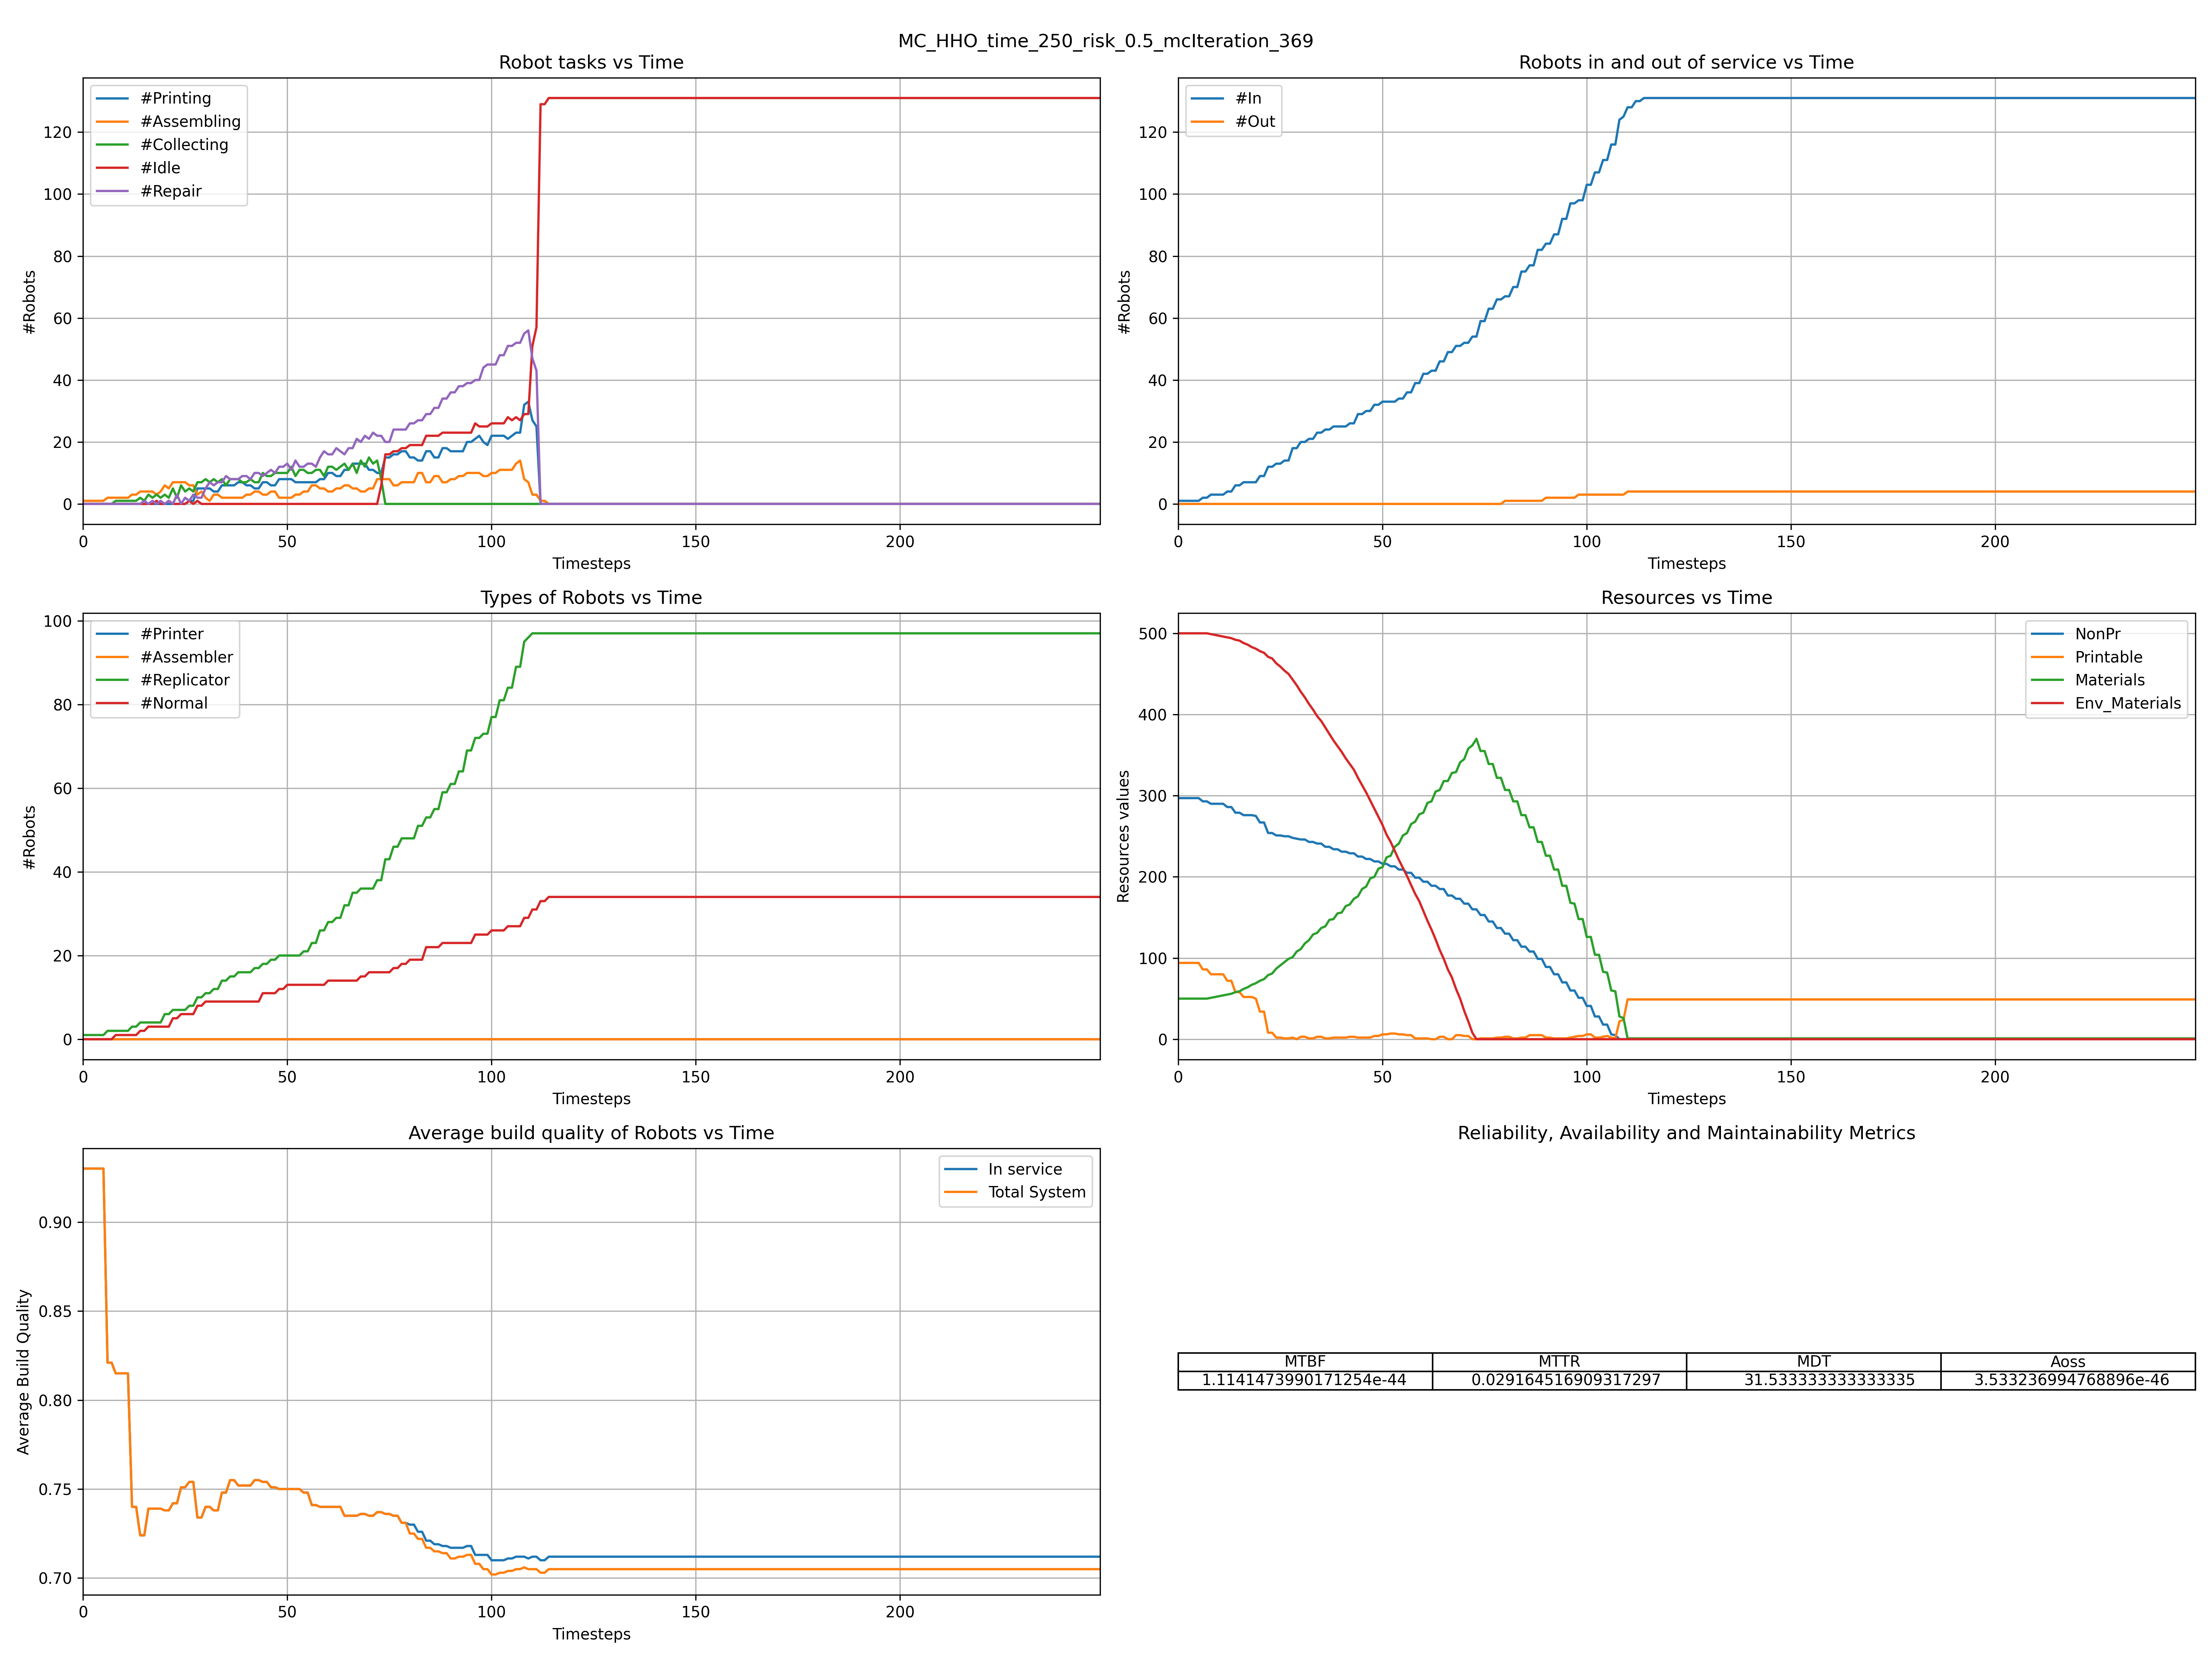 MC_HHO_time_250_risk_0.5_mcIteration_369
Robot tasks vs Time
#Printing
#Assembling
#Collecting
#Idle
#Repair
120
100
80
60
40
20
0
#Robots
0 50 100 150 200
Timesteps
Robots in and out of service vs Time
#In
#Out
120
100
80
60
40
20
0
#Robots
0 50 100 150 200
Timesteps
Types of Robots vs Time
#Printer
#Assembler
#Replicator
#Normal
100
80
60
40
20
0
#Robots
0 50 100 150 200
Timesteps
Resources vs Time
NonPr
Printable
Materials
Env_Materials
500
400
300
200
100
0
Resources values
0 50 100 150 200
Timesteps
Average build quality of Robots vs Time
In service
Total System
0.90
0.85
0.80
0.75
0.70
Average Build Quality
0 50 100 150 200
Timesteps
Reliability, Availability and Maintainability Metrics
MTBF MTTR MDT Aoss
1.1141473990171254e-44 0.029164516909317297 31.533333333333335 3.533236994768896e-46